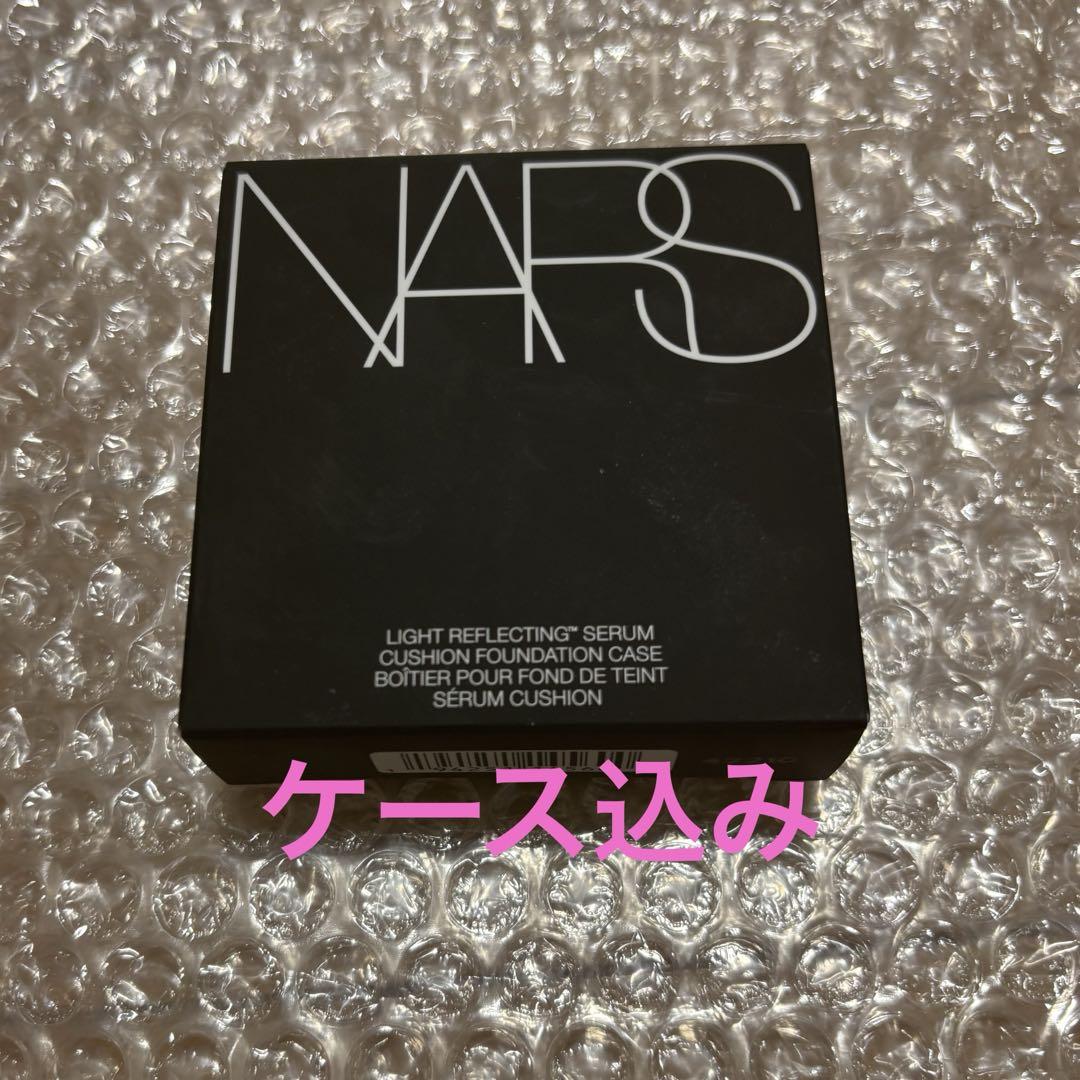 NARS
LIGHT REFLECTING™ SERUM
CUSHION FOUNDATION CASE
BOÎTIER POUR FOND DE TEINT
SÉRUM CUSHION
ケース込み